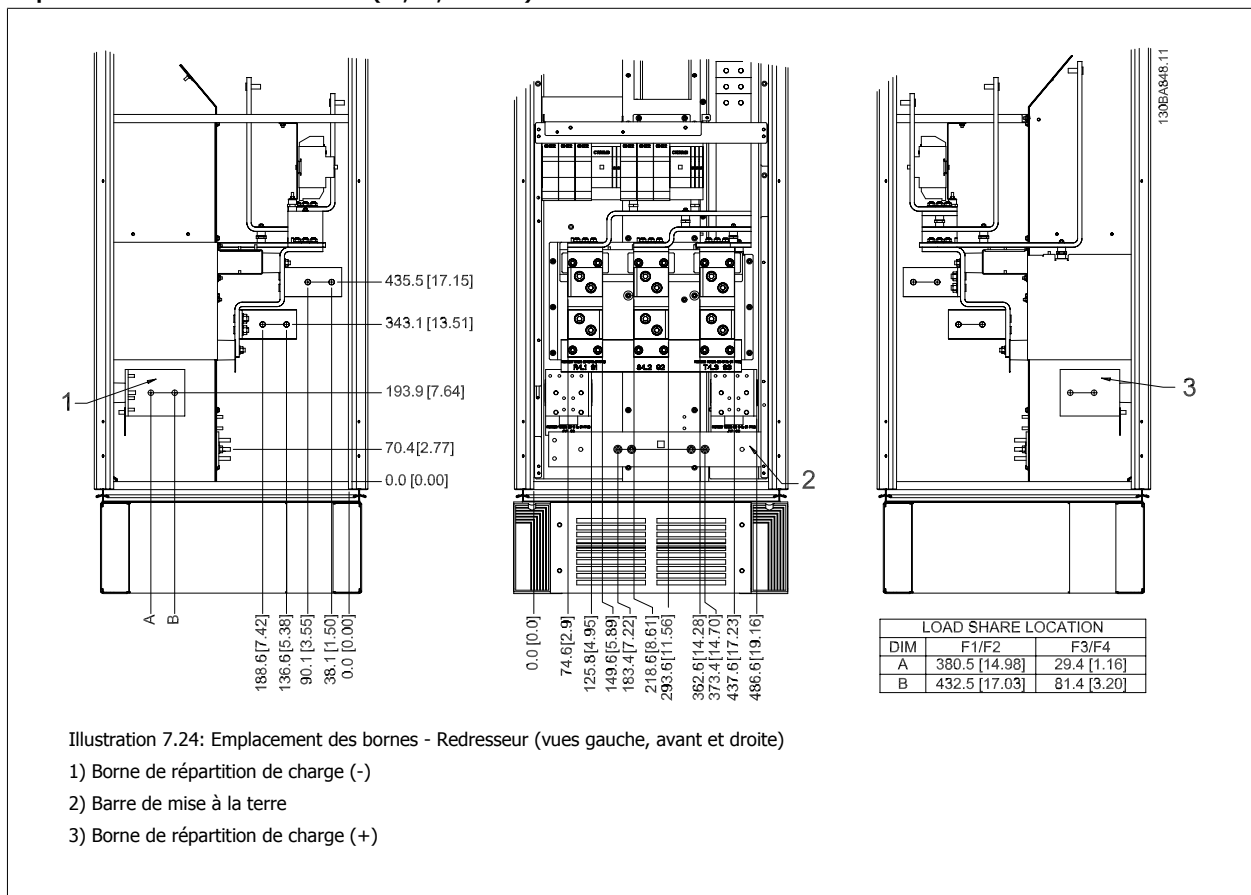 130BA848.11
435.5 [17.15]
343.1 [13.51]
193.9 [7.64]
70.4 [2.77]
0.0 [0.00]
1
2
3
R/L1 91
S/L2 92
T/L3 93
A
B
188.6 [7.42]
136.6 [5.38]
90.1 [3.55]
38.1 [1.50]
0.0 [0.00]
0.0 [0.0]
74.6 [2.9]
125.8 [4.95]
149.6 [5.89]
183.4 [7.22]
218.6 [8.61]
293.6 [11.56]
362.6 [14.28]
373.4 [14.70]
437.6 [17.23]
486.6 [19.16]
LOAD SHARE LOCATION
DIM F1/F2 F3/F4
A 380.5 [14.98] 29.4 [1.16]
B 432.5 [17.03] 81.4 [3.20]
Illustration 7.24: Emplacement des bornes - Redresseur (vues gauche, avant et droite)
1) Borne de répartition de charge (-)
2) Barre de mise à la terre
3) Borne de répartition de charge (+)